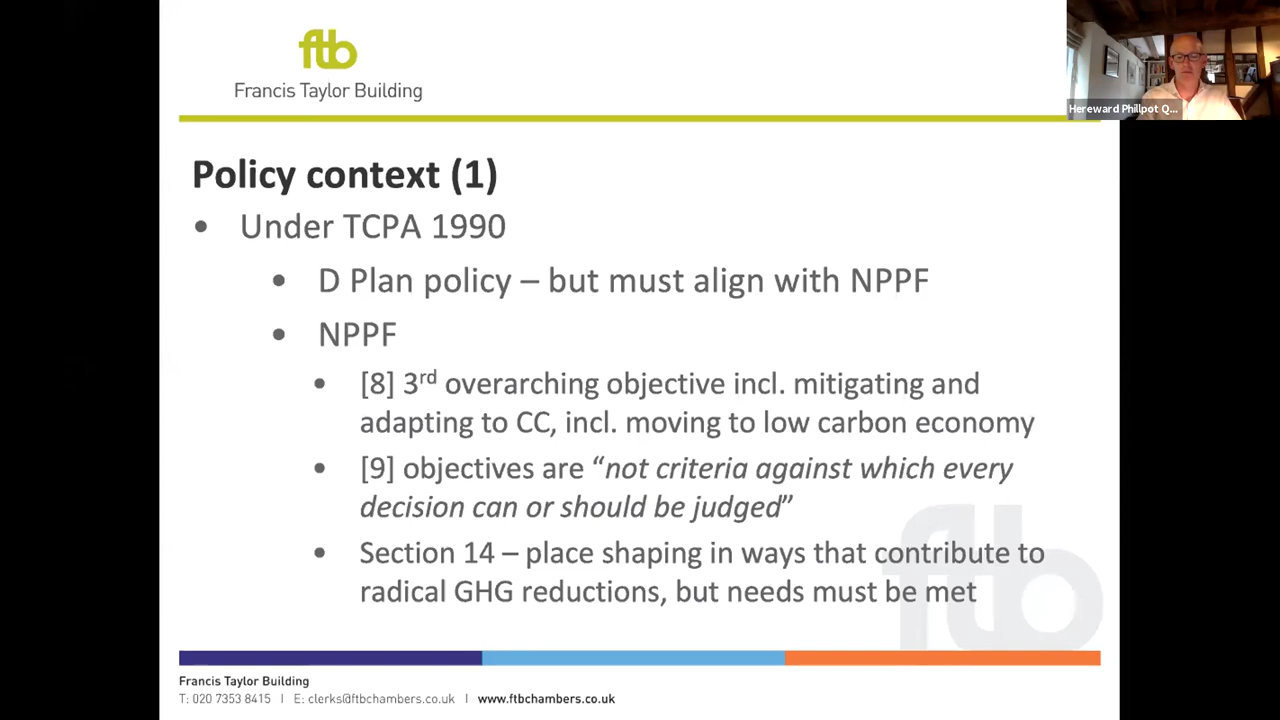 ftb
Francis Taylor Building
Hereward Phillpot Q...
Policy context (1)
• Under TCPA 1990
• D Plan policy – but must align with NPPF
• NPPF
• [8] 3rd overarching objective incl. mitigating and
adapting to CC, incl. moving to low carbon economy
• [9] objectives are “not criteria against which every
decision can or should be judged”
• Section 14 – place shaping in ways that contribute to
radical GHG reductions, but needs must be met
ftb
Francis Taylor Building
T: 020 7353 8415 | E: clerks@ftbchambers.co.uk | www.ftbchambers.co.uk